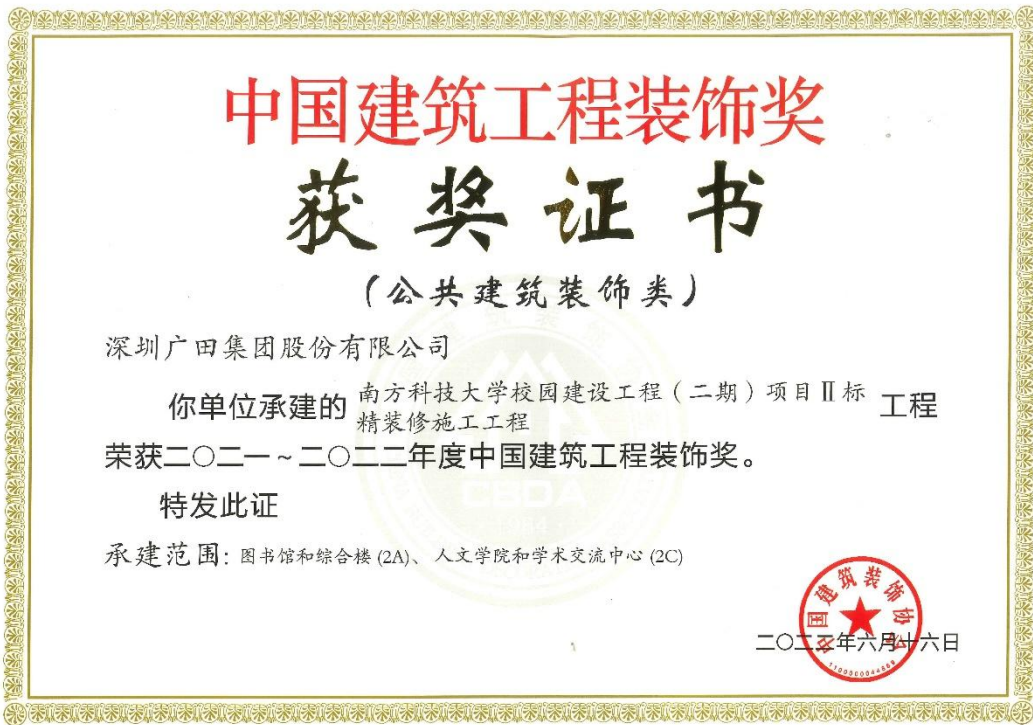 中国建筑工程装饰奖
获奖证书
(公共建筑装饰类)
深圳广田集团股份有限公司
你单位承建的 南方科技大学校园建设工程(二期)项目Ⅱ标
精装修施工工程 工程
荣获二〇二一~二〇二二年度中国建筑工程装饰奖。
特发此证
承建范围: 图书馆和综合楼 (2A)、人文学院和学术交流中心 (2C)
中国建筑装饰协会
二〇二二年六月十六日
CBDA
1984